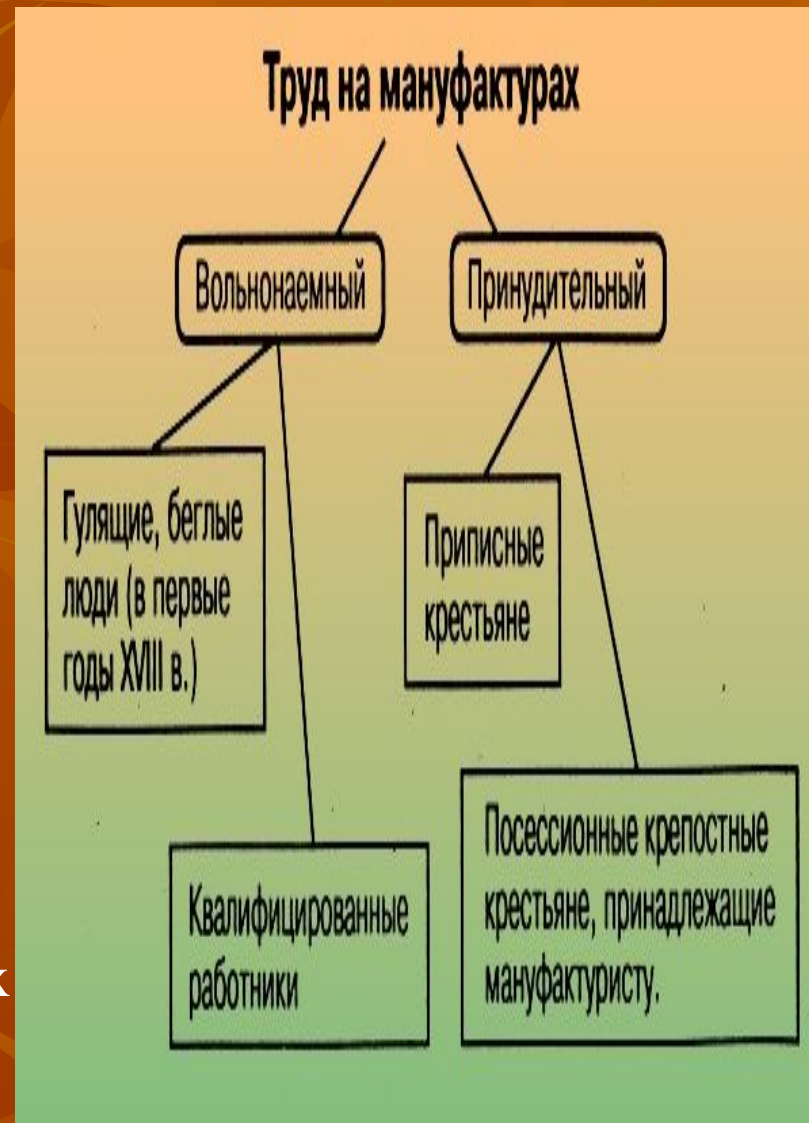 Труд на мануфактурах
Вольнонаемный
Принудительный
Гулящие, беглые
люди (в первые
годы XVIII в.)
Приписные
крестьяне
Квалифицированные
работники
Посессионные крепостные
крестьяне, принадлежащие
мануфактуристу.
к